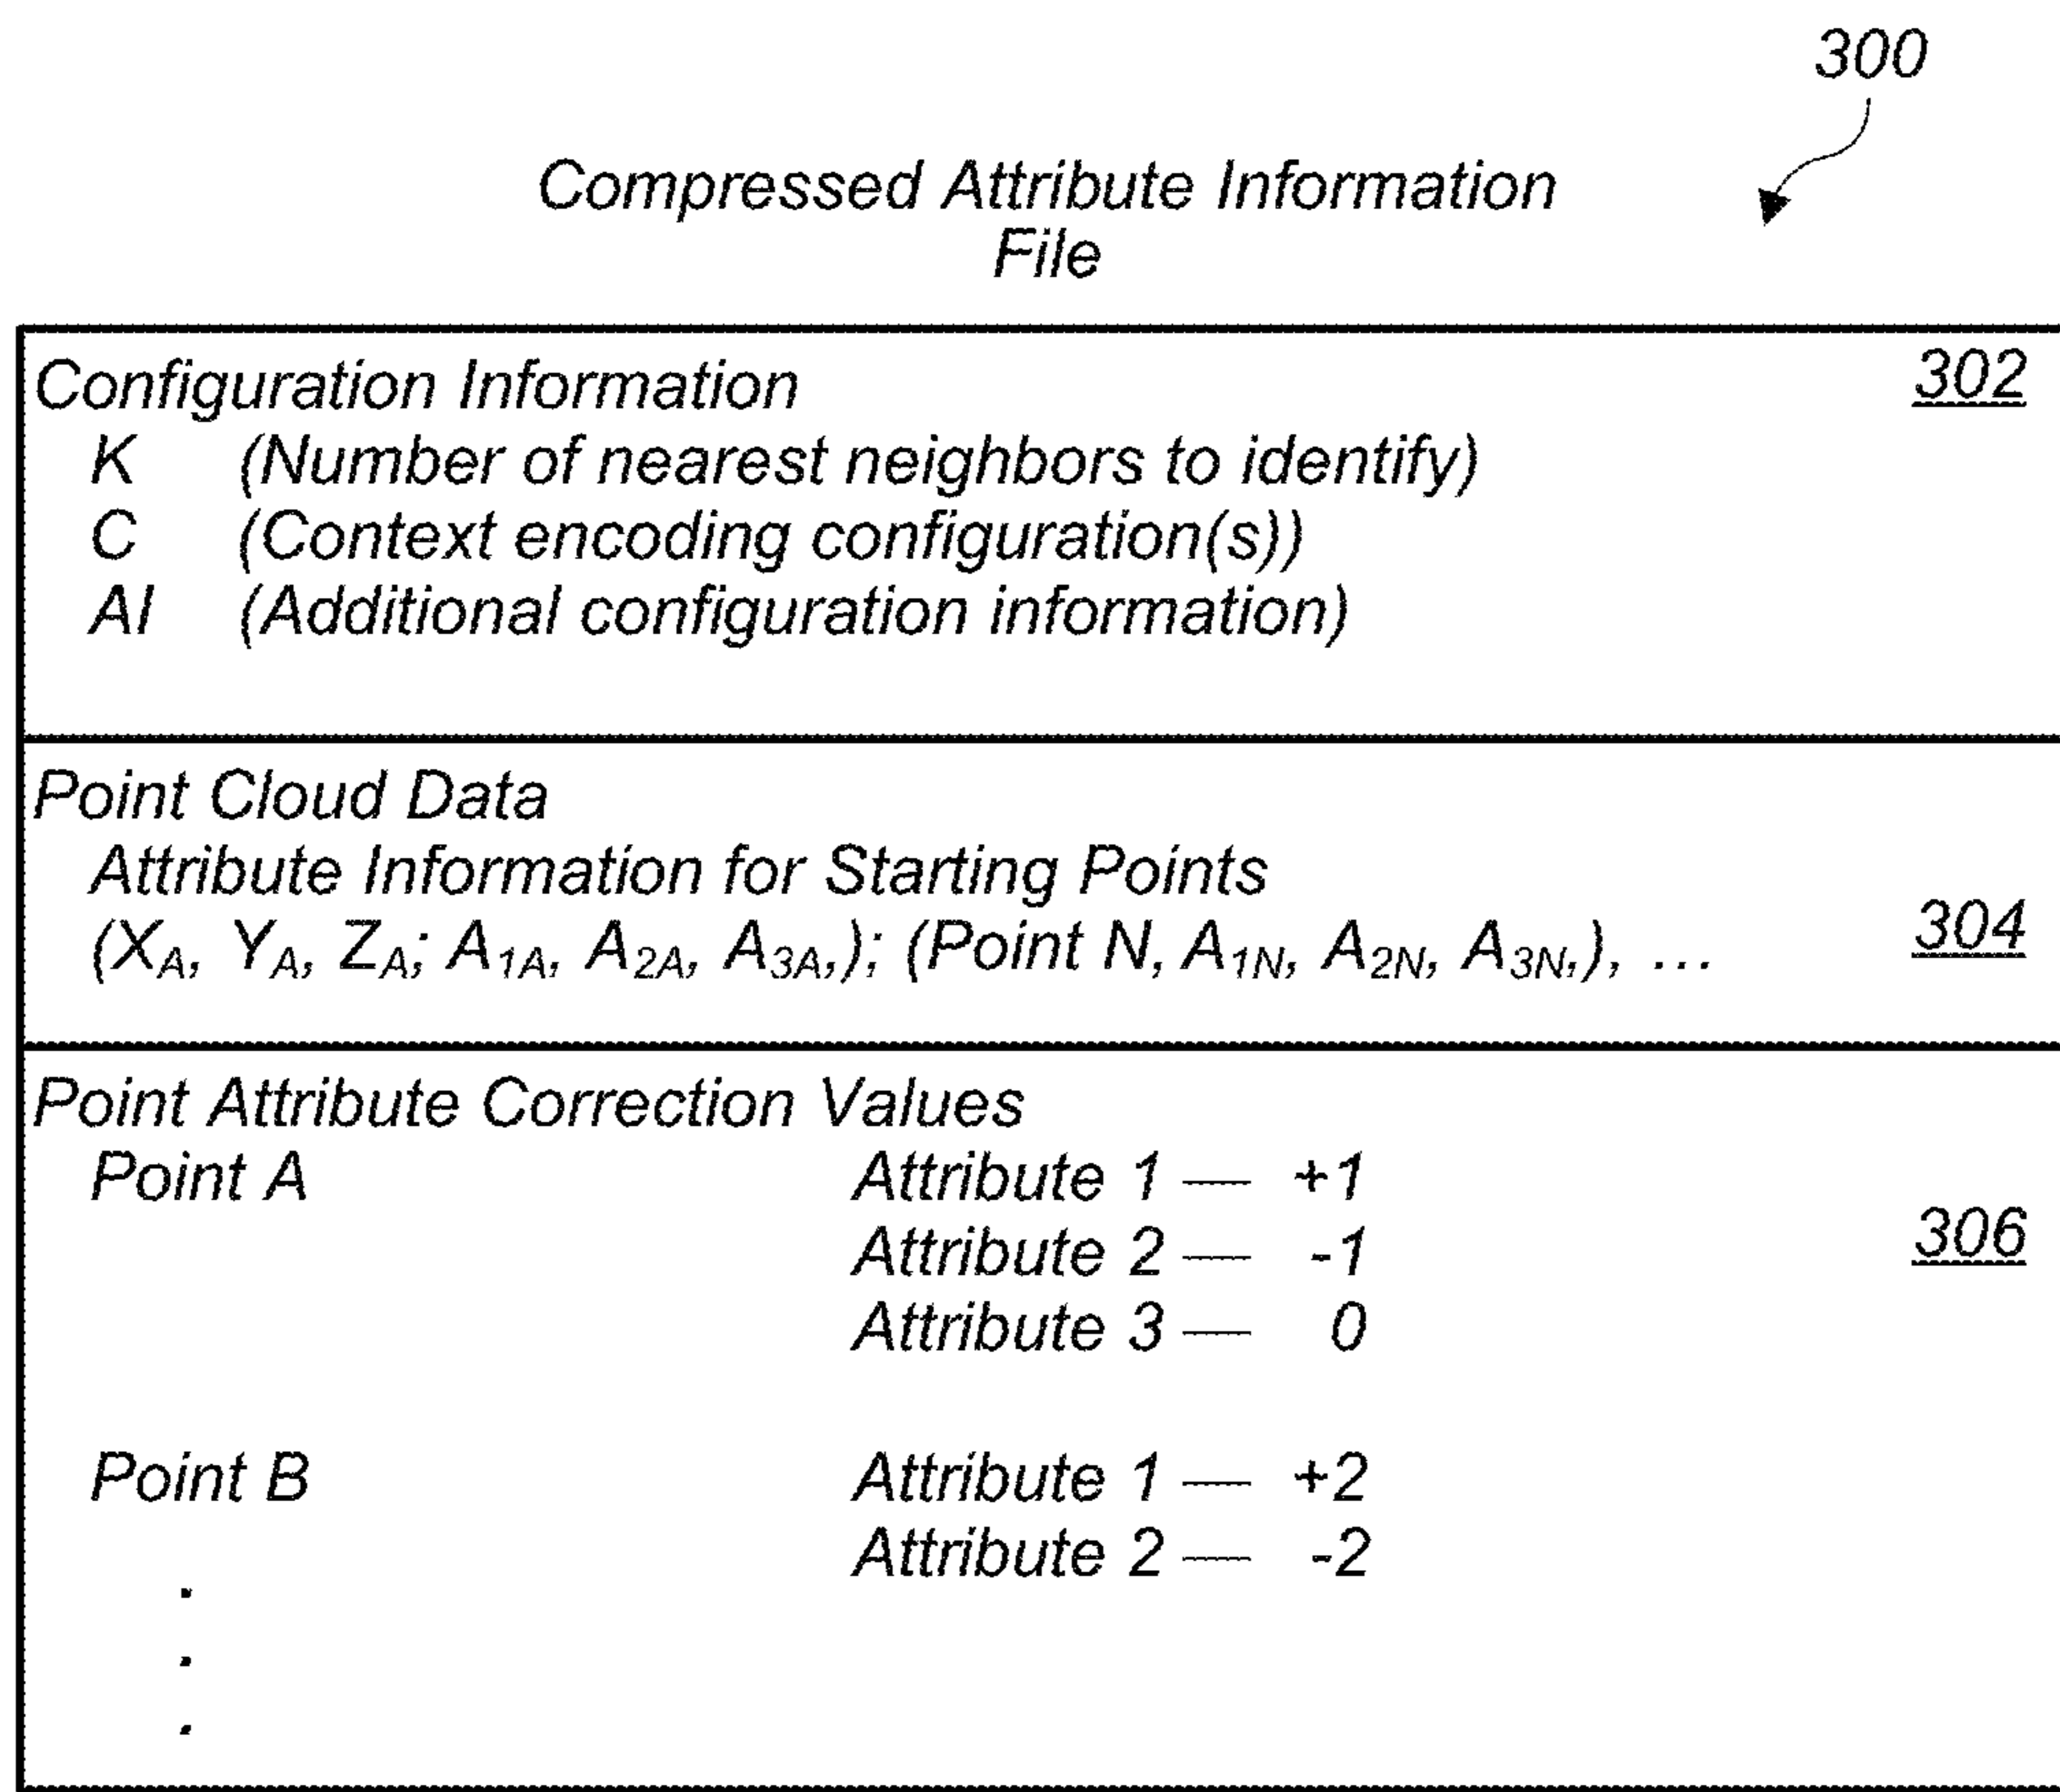 300
Compressed Attribute Information
File
Configuration Information 302
K (Number of nearest neighbors to identify)
C (Context encoding configuration(s))
AI (Additional configuration information)
Point Cloud Data
Attribute Information for Starting Points
(XA, YA, ZA; A1A, A2A, A3A,); (Point N, A1N, A2N, A3N,), ... 304
Point Attribute Correction Values
Point A Attribute 1 — +1
Attribute 2 — -1 306
Attribute 3 — 0
Point B Attribute 1 — +2
Attribute 2 — -2
.
.
.